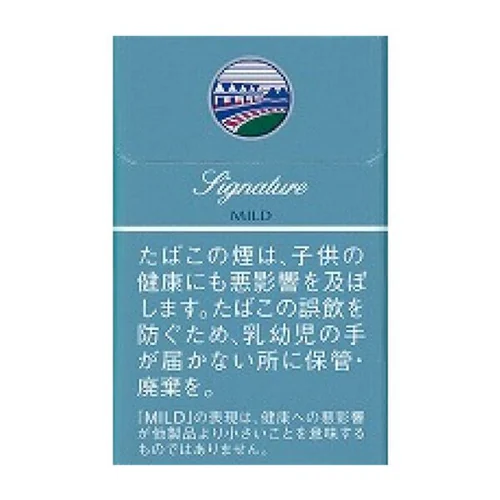 Signature
MILD
たばこの煙は、子供の
健康にも悪影響を及ぼ
します。たばこの誤飲を
防ぐため、乳幼児の手
が届かない所に保管・
廃棄を。
「MILD」の表現は、健康への悪影響
が他製品より小さいことを意味する
ものではありません。